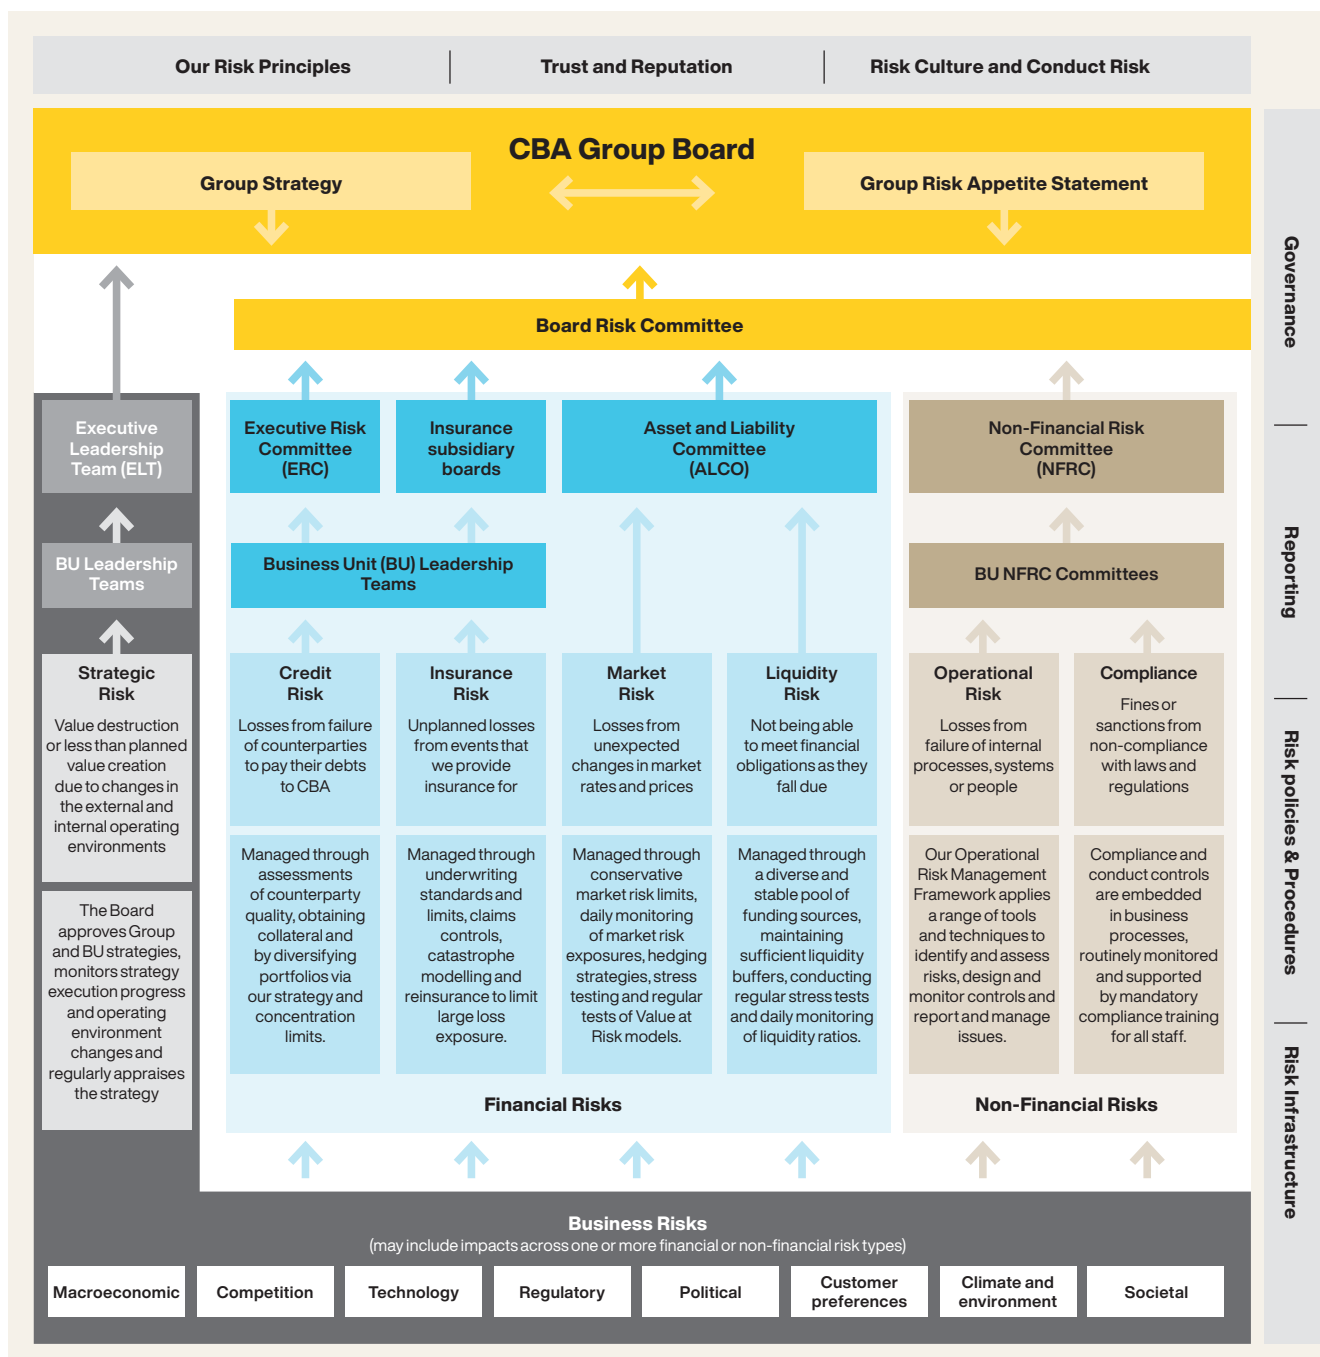 Our Risk Principles
Trust and Reputation
Risk Culture and Conduct Risk
CBA Group Board
Group Strategy
Group Risk Appetite Statement
Board Risk Committee
Executive
Leadership
Team (ELT)
BU Leadership
Teams
Strategic
Risk
Value destruction
or less than planned
value creation
due to changes in
the external and
internal operating
environments
The Board
approves Group
and BU strategies,
monitors strategy
execution progress
and operating
environment
changes and
regularly appraises
the strategy
Executive Risk
Committee
(ERC)
Insurance
subsidiary
boards
Asset and Liability
Committee
(ALCO)
Business Unit (BU) Leadership
Teams
Credit
Risk
Losses from failure
of counterparties
to pay their debts
to CBA
Managed through
assessments
of counterparty
quality, obtaining
collateral and
by diversifying
portfolios via
our strategy and
concentration
limits.
Insurance
Risk
Unplanned losses
from events that
we provide
insurance for
Managed through
underwriting
standards and
limits, claims
controls,
catastrophe
modelling and
reinsurance to limit
large loss
exposure.
Market
Risk
Losses from
unexpected
changes in market
rates and prices
Managed through
conservative
market risk limits,
daily monitoring
of market risk
exposures, hedging
strategies, stress
testing and regular
tests of Value at
Risk models.
Liquidity
Risk
Not being able
to meet financial
obligations as they
fall due
Managed through
a diverse and
stable pool of
funding sources,
maintaining
sufficient liquidity
buffers, conducting
regular stress tests
and daily monitoring
of liquidity ratios.
Financial Risks
Non-Financial Risk
Committee
(NFRC)
BU NFRC Committees
Operational
Risk
Losses from
failure of internal
processes, systems
or people
Our Operational
Risk Management
Framework applies
a range of tools
and techniques to
identify and assess
risks, design and
monitor controls and
report and manage
issues.
Compliance
Fines or
sanctions from
non-compliance
with laws and
regulations
Compliance and
conduct controls
are embedded
in business
processes,
routinely monitored
and supported
by mandatory
compliance training
for all staff.
Non-Financial Risks
Business Risks
(may include impacts across one or more financial or non-financial risk types)
Macroeconomic
Competition
Technology
Regulatory
Political
Customer
preferences
Climate and
environment
Societal
Governance
Reporting
Risk policies & Procedures
Risk Infrastructure